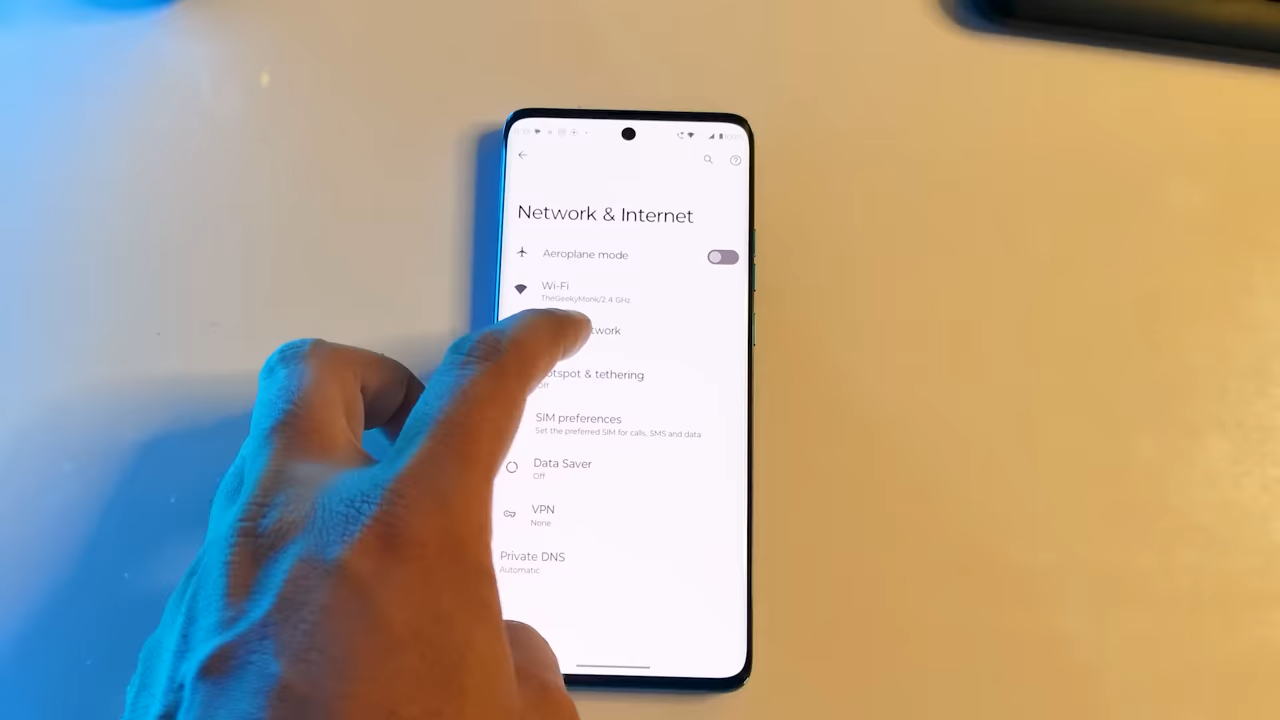 Network & Internet
Aeroplane mode
Wi-Fi
TheGeekyMonk/2.4 GHz
twork
otspot & tethering
Off
SIM preferences
Set the preferred SIM for calls, SMS and data
Data Saver
Off
VPN
None
Private DNS
Automatic